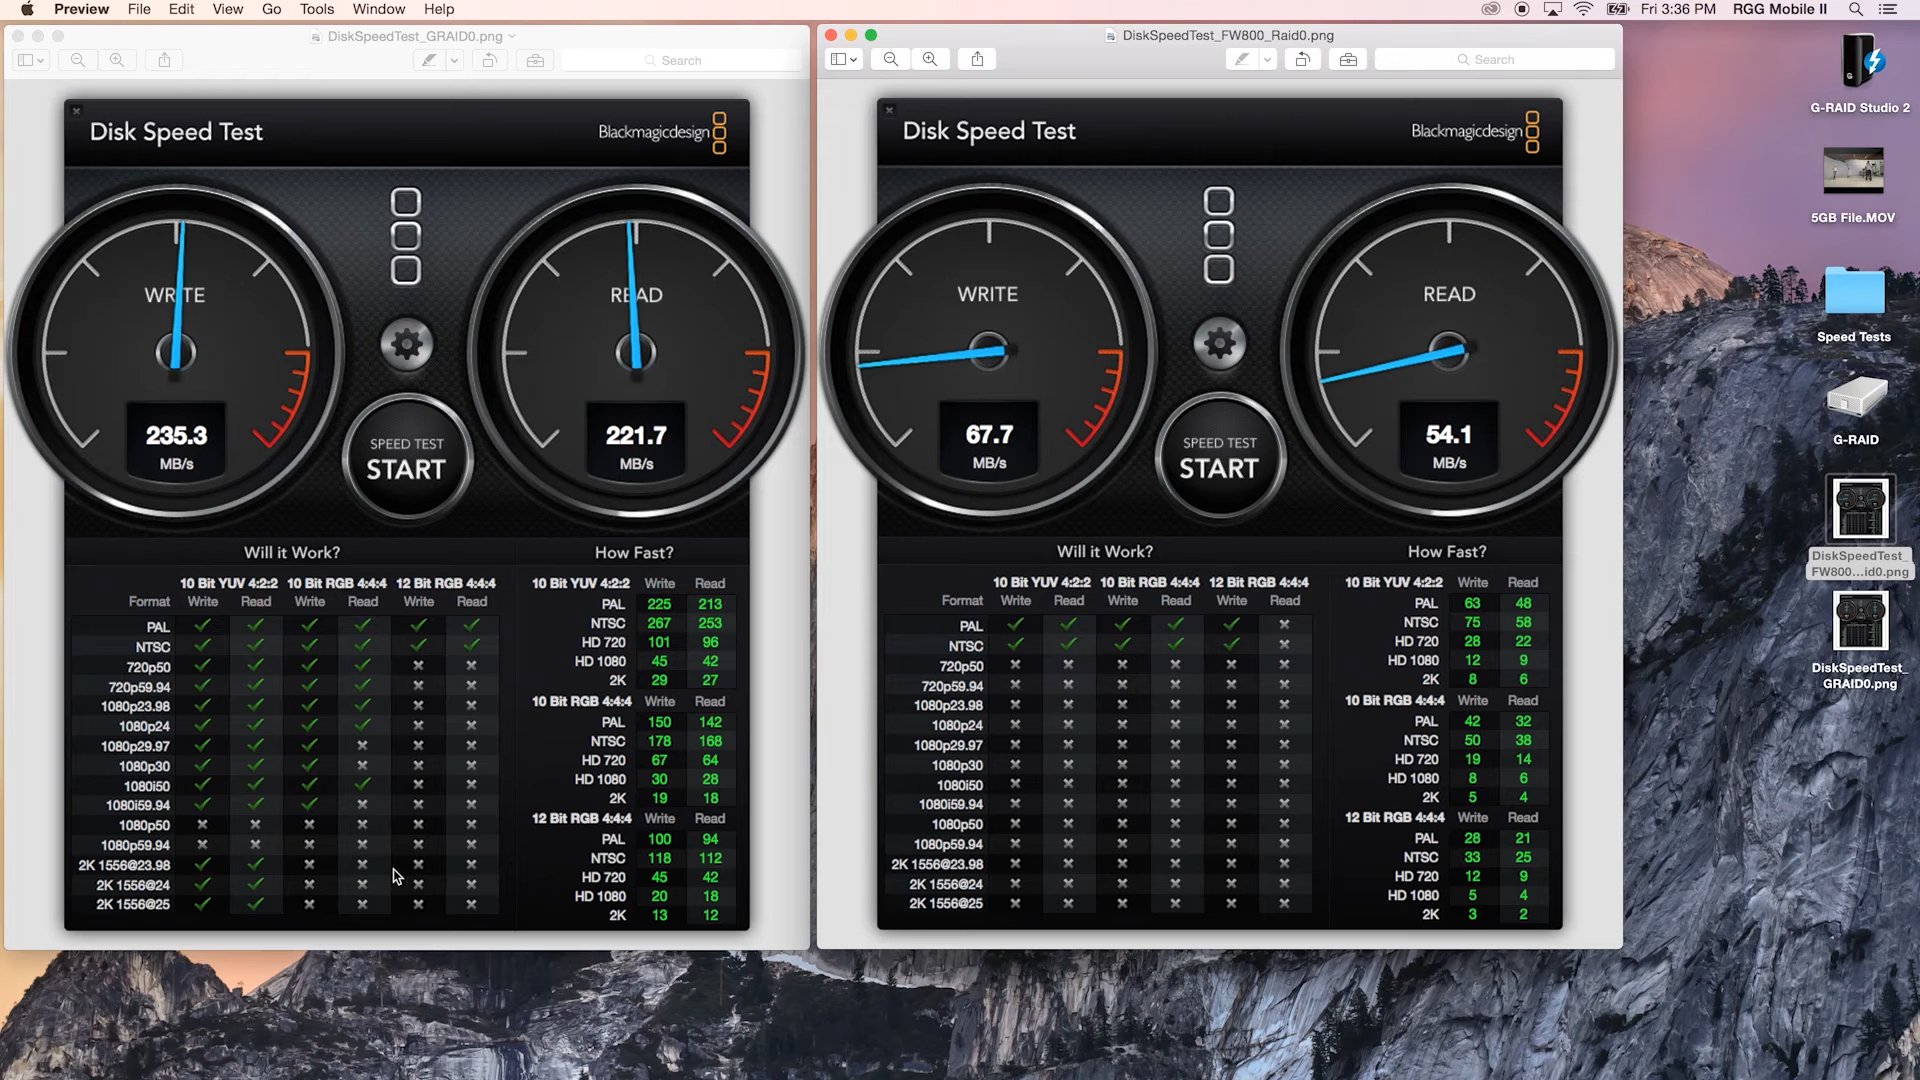 Preview File Edit View Go Tools Window Help
Fri 3:36 PM RGG Mobile II
DiskSpeedTest_GRAID0.png
Search
Disk Speed Test
Blackmagicdesign
WRITE
READ
235.3
MB/s
221.7
MB/s
SPEED TEST
START
Will it Work?
How Fast?
10 Bit YUV 4:2:2 10 Bit RGB 4:4:4 12 Bit RGB 4:4:4
Format Write Read Write Read Write Read
PAL
NTSC
720p50
720p59.94
1080p23.98
1080p24
1080p29.97
1080p30
1080i50
1080i59.94
1080p50
1080p59.94
2K 1556@23.98
2K 1556@24
2K 1556@25
10 Bit YUV 4:2:2 Write Read
PAL 225 213
NTSC 267 253
HD 720 101 96
HD 1080 45 42
2K 29 27
10 Bit RGB 4:4:4 Write Read
PAL 150 142
NTSC 178 168
HD 720 67 64
HD 1080 30 28
2K 19 18
12 Bit RGB 4:4:4 Write Read
PAL 100 94
NTSC 118 112
HD 720 45 42
HD 1080 20 18
2K 13 12
DiskSpeedTest_FW800_Raid0.png
Search
Disk Speed Test
Blackmagicdesign
WRITE
READ
67.7
MB/s
54.1
MB/s
SPEED TEST
START
Will it Work?
How Fast?
10 Bit YUV 4:2:2 10 Bit RGB 4:4:4 12 Bit RGB 4:4:4
Format Write Read Write Read Write Read
PAL
NTSC
720p50
720p59.94
1080p23.98
1080p24
1080p29.97
1080p30
1080i50
1080i59.94
1080p50
1080p59.94
2K 1556@23.98
2K 1556@24
2K 1556@25
10 Bit YUV 4:2:2 Write Read
PAL 63 48
NTSC 75 58
HD 720 28 22
HD 1080 12 9
2K 8 6
10 Bit RGB 4:4:4 Write Read
PAL 42 32
NTSC 50 38
HD 720 19 14
HD 1080 8 6
2K 5 4
12 Bit RGB 4:4:4 Write Read
PAL 28 21
NTSC 33 25
HD 720 12 9
HD 1080 5 4
2K 3 2
G-RAID Studio 2
5GB File.MOV
Speed Tests
G-RAID
DiskSpeedTest_
FW800...id0.png
DiskSpeedTest_
GRAID0.png